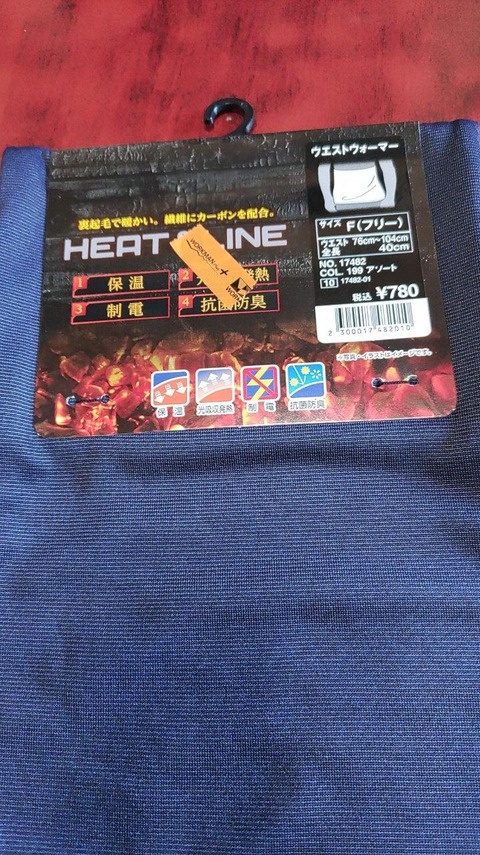 ウエストウォーマー
裏起毛で暖かい。繊維にカーボンを配合。
HEAT LINE
WORKMAN
1 保温
2 発熱
3 制電
4 抗菌防臭
サイズ F(フリー)
ウエスト 76cm~104cm
全長 40cm
NO. 17482
COL. 199 アソート
10 17482-01
税込 ¥780
2 300017 482010
※写真・イラストはイメージです。
保温
光吸収発熱
制電
抗菌防臭